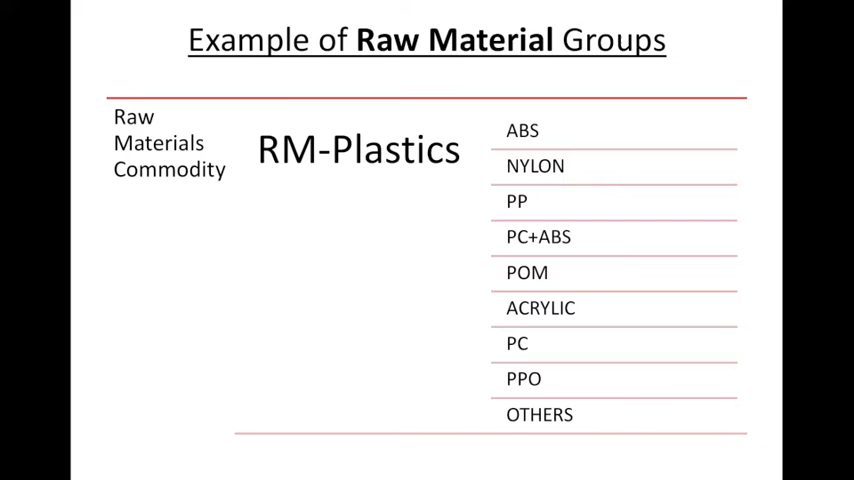 Example of Raw Material Groups
Raw
Materials
Commodity
RM-Plastics
ABS
NYLON
PP
PC+ABS
POM
ACRYLIC
PC
PPO
OTHERS